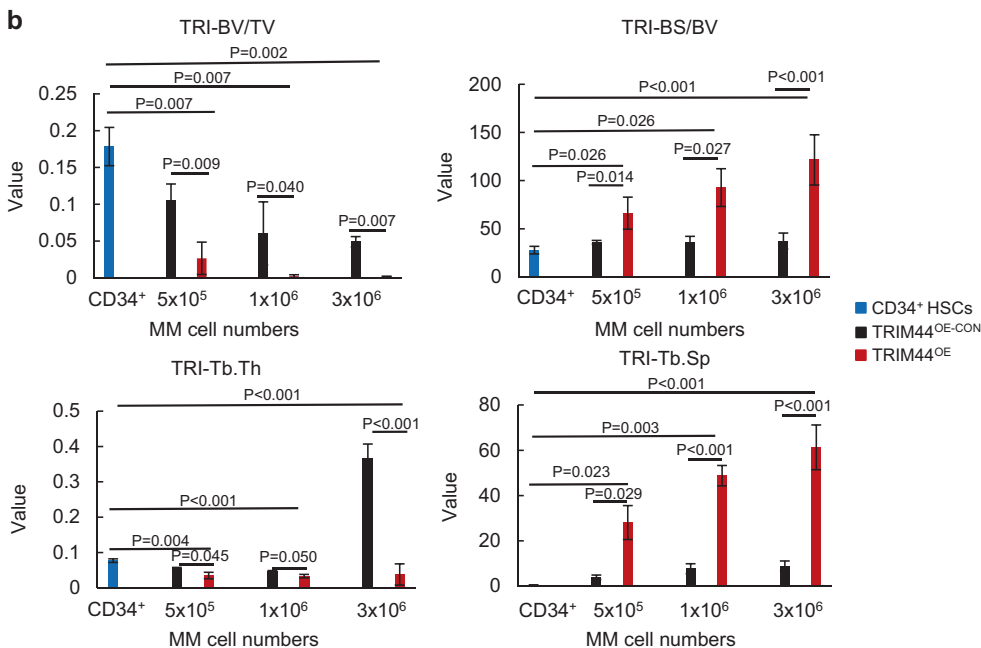 b
TRI-BV/TV
P=0.002
P=0.007
P=0.007
P=0.009
P=0.040
P=0.007
0.25
0.2
0.15
0.1
0.05
0
Value
CD34⁺ 5x10⁵ 1x10⁶ 3x10⁶
MM cell numbers
TRI-BS/BV
P<0.001
P<0.001
P=0.026
P=0.026
P=0.027
P=0.014
200
150
100
50
0
Value
CD34⁺ 5x10⁵ 1x10⁶ 3x10⁶
MM cell numbers
CD34⁺ HSCs
TRIM44ᴼᴱ⁻ᶜᴼᴺ
TRIM44ᴼᴱ
TRI-Tb.Th
P<0.001
P<0.001
P<0.001
P=0.004
P=0.045
P=0.050
0.5
0.4
0.3
0.2
0.1
0
Value
CD34⁺ 5x10⁵ 1x10⁶ 3x10⁶
MM cell numbers
TRI-Tb.Sp
P<0.001
P<0.001
P=0.003
P<0.001
P=0.023
P=0.029
80
60
40
20
0
Value
CD34⁺ 5x10⁵ 1x10⁶ 3x10⁶
MM cell numbers